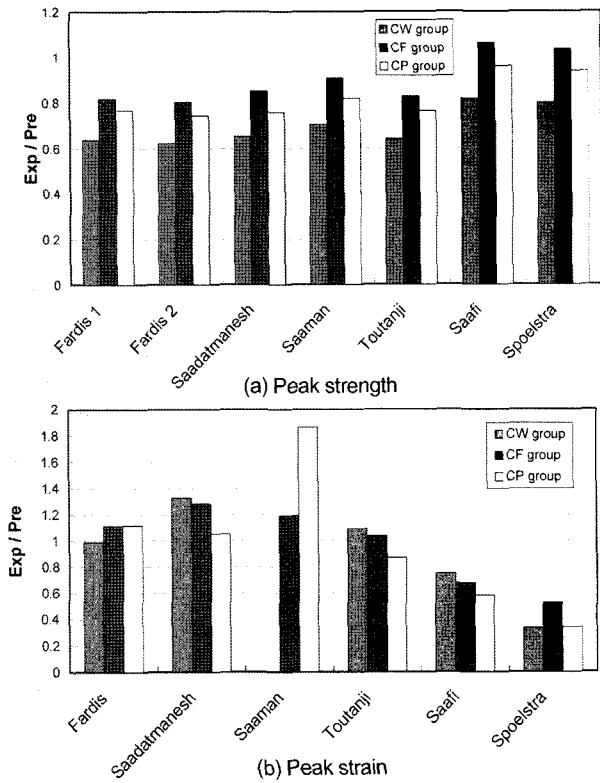 1.2
1
0.8
0.6
0.4
0.2
0
Exp / Pre
CW group
CF group
CP group
Fardis 1
Fardis 2
Saadatmanesh
Saaman
Toutanji
Saafi
Spoelstra
(a) Peak strength
2
1.8
1.6
1.4
1.2
1
0.8
0.6
0.4
0.2
0
Exp / Pre
CW group
CF group
CP group
Fardis
Saadatmanesh
Saaman
Toutanji
Saafi
Spoelstra
(b) Peak strain